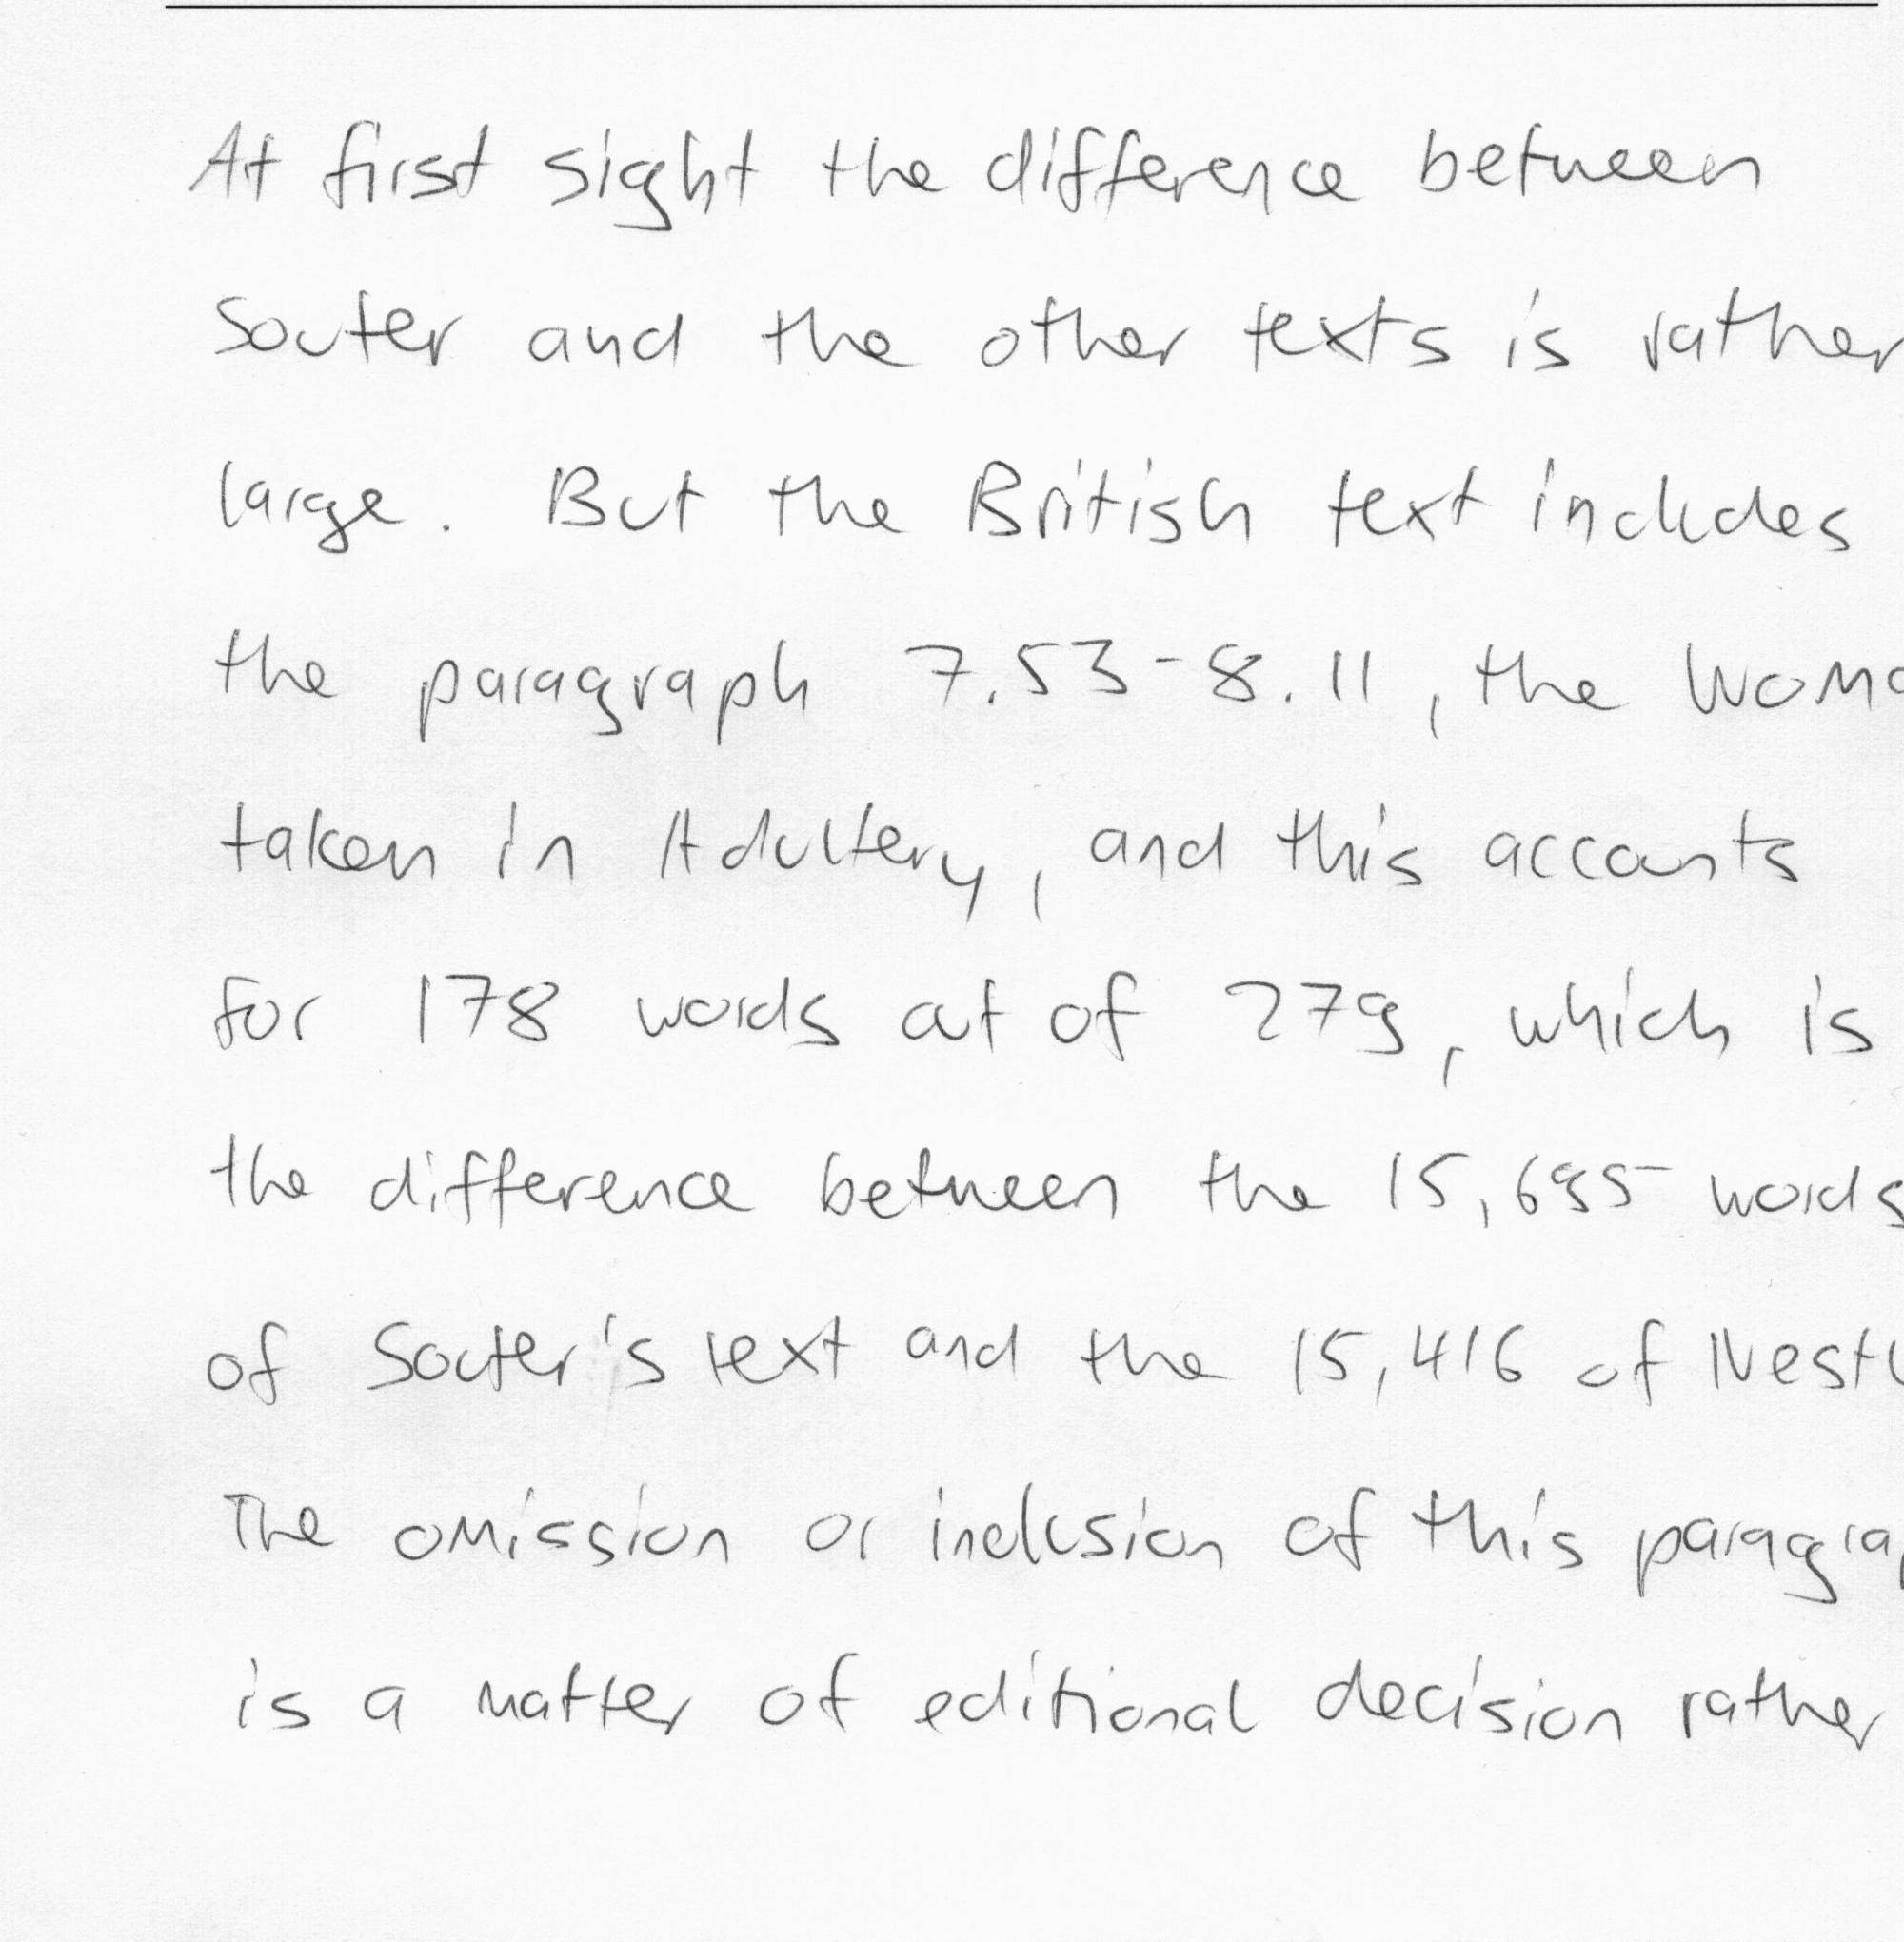 At first sight the difference between
Souter and the other texts is rather
large. But the British text includes
the paragraph 7.53-8.11, the Woma
taken in Adultery, and this accounts
for 178 words out of 279, which is
the difference between the 15,695 words
of Souter's text and the 15,416 of Nestl
The omission or inclusion of this paragrap
is a matter of editional decision rather